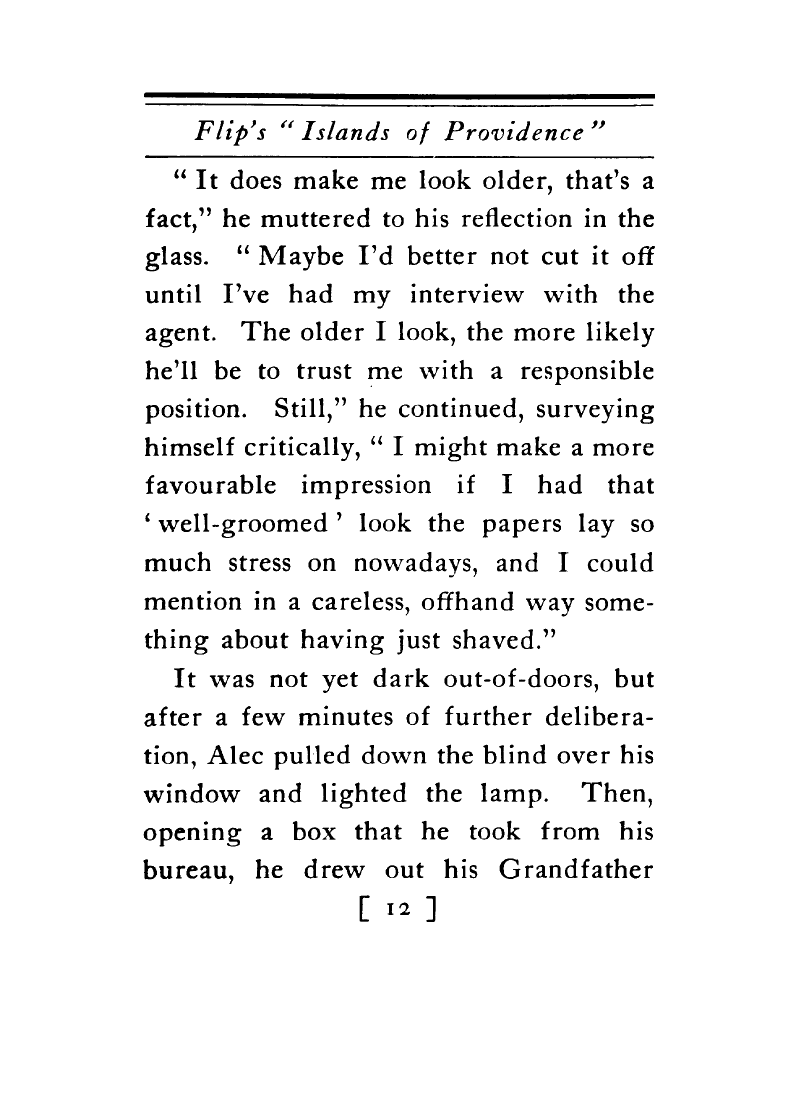 Flip's “ Islands of Providence ”
“ It does make me look older, that's a
fact,” he muttered to his reflection in the
glass. “ Maybe I'd better not cut it off
until I've had my interview with the
agent. The older I look, the more likely
he'll be to trust me with a responsible
position. Still,” he continued, surveying
himself critically, “ I might make a more
favourable impression if I had that
‘ well-groomed ’ look the papers lay so
much stress on nowadays, and I could
mention in a careless, offhand way some-
thing about having just shaved.”
It was not yet dark out-of-doors, but
after a few minutes of further delibera-
tion, Alec pulled down the blind over his
window and lighted the lamp. Then,
opening a box that he took from his
bureau, he drew out his Grandfather
[ 12 ]